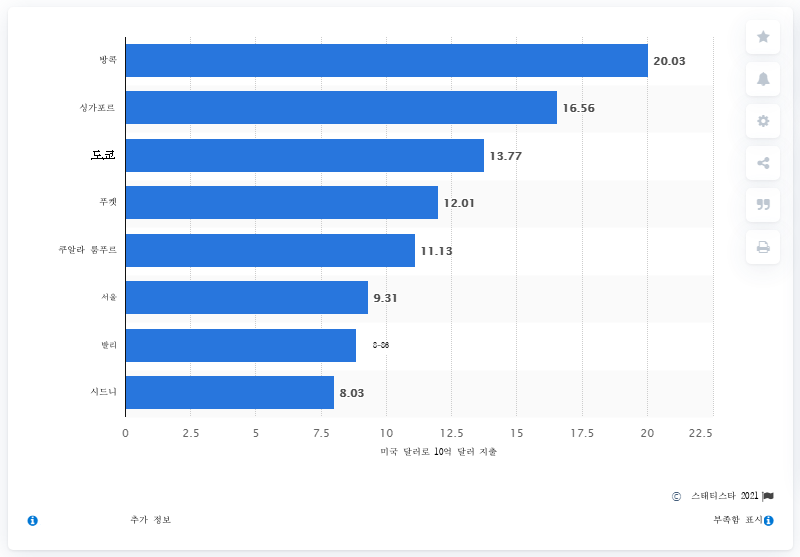 방콕 20.03
싱가포르 16.56
도쿄 13.77
푸켓 12.01
쿠알라 룸푸르 11.13
서울 9.31
발리 8-86
시드니 8.03
0 2.5 5 7.5 10 12.5 15 17.5 20 22.5
미국 달러로 10억 달러 지출
© 스태티스타 2021
추가 정보 부족함 표시